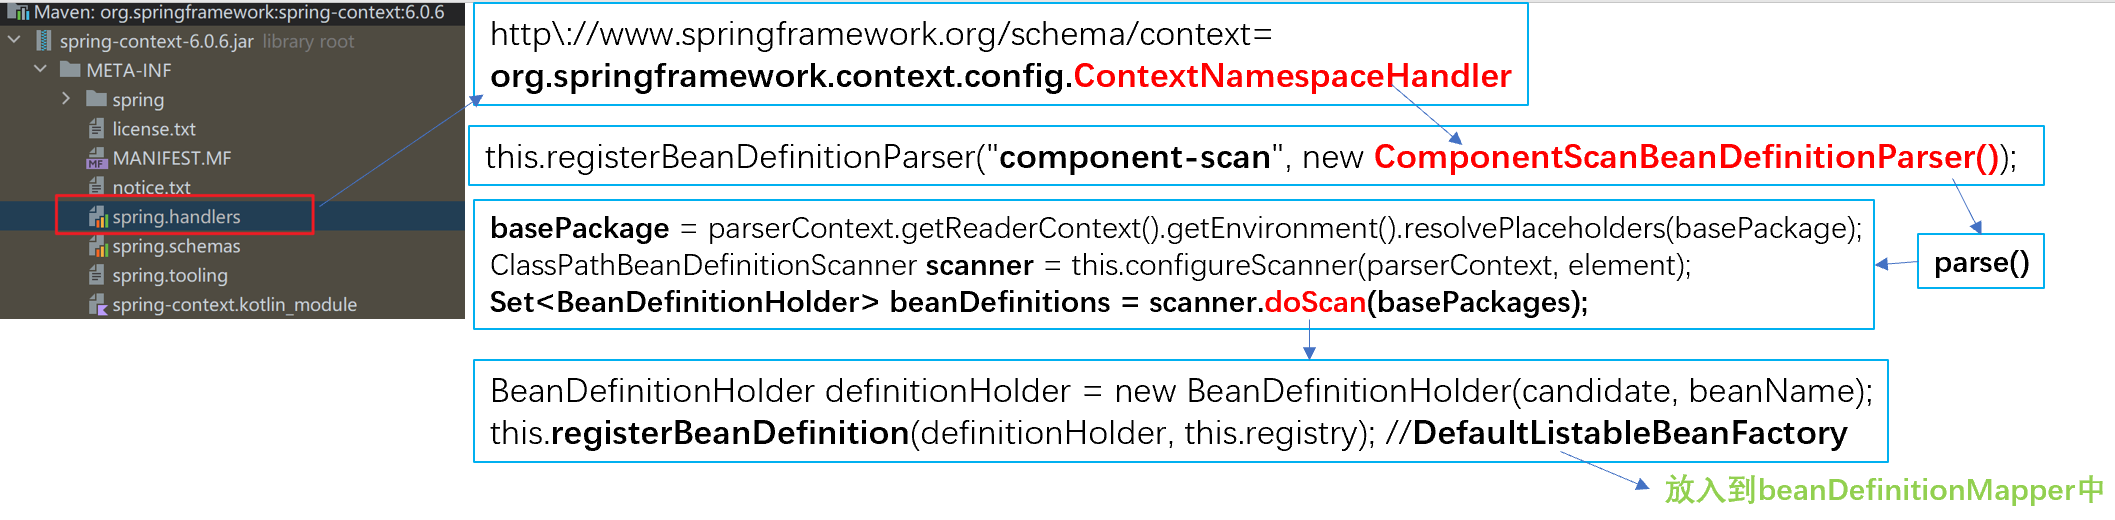 Maven: org.springframework:spring-context:6.0.6
spring-context-6.0.6.jar library root
META-INF
spring
license.txt
MANIFEST.MF
notice.txt
spring.handlers
spring.schemas
spring.tooling
spring-context.kotlin_module
http\://www.springframework.org/schema/context=
org.springframework.context.config.ContextNamespaceHandler
this.registerBeanDefinitionParser("component-scan", new ComponentScanBeanDefinitionParser());
basePackage = parserContext.getReaderContext().getEnvironment().resolvePlaceholders(basePackage);
ClassPathBeanDefinitionScanner scanner = this.configureScanner(parserContext, element);
Set<BeanDefinitionHolder> beanDefinitions = scanner.doScan(basePackages);
parse()
BeanDefinitionHolder definitionHolder = new BeanDefinitionHolder(candidate, beanName);
this.registerBeanDefinition(definitionHolder, this.registry); //DefaultListableBeanFactory
放入到beanDefinitionMapper中